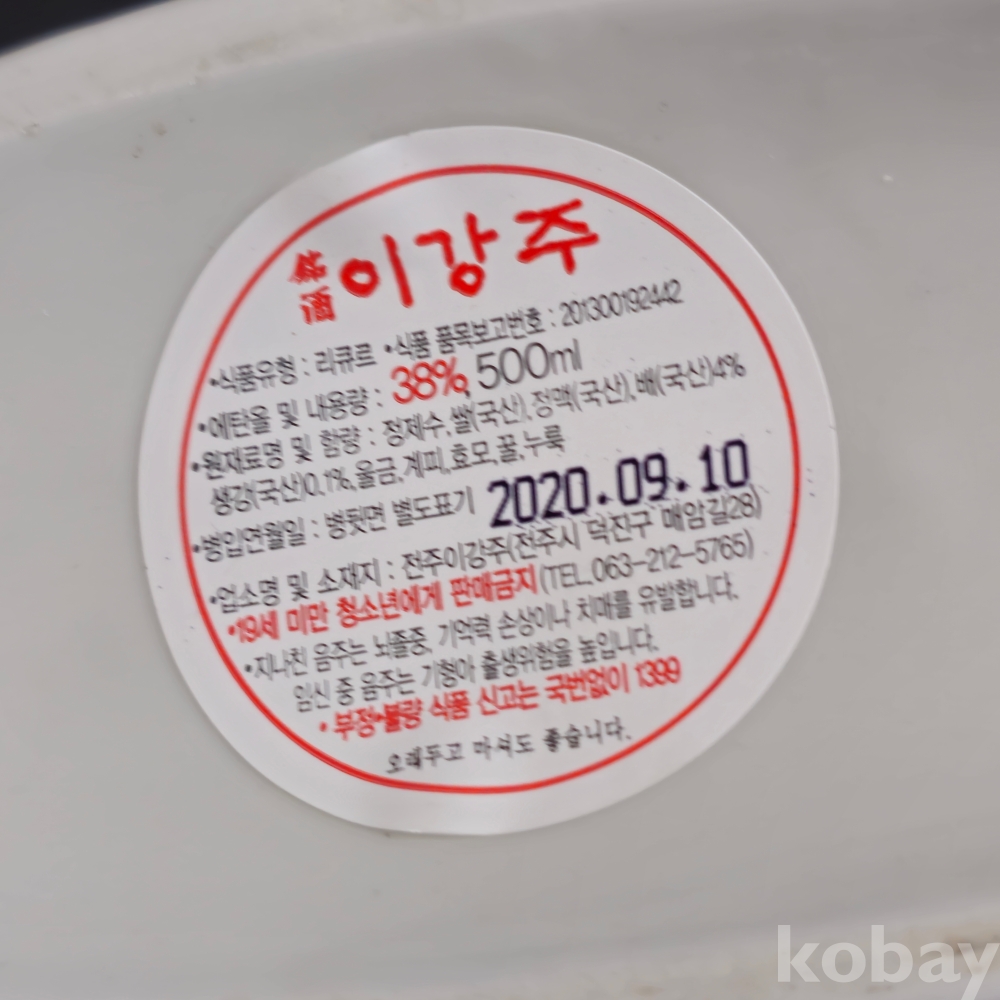 銘酒 이강주
•식품유형 : 리큐르 •식품 품목보고번호 : 201300192442
•에탄올 및 내용량 : 38%, 500ml
•원재료명 및 함량 : 정제수,쌀(국산),정맥(국산),배(국산)4%
생강(국산)0.1%,울금,계피,효모,꿀,누룩
•병입연월일 : 병뒷면 별도표기 2020.09.10
•업소명 및 소재지 : 전주이강주(전주시 덕진구 매암길28)
•19세 미만 청소년에게 판매금지 (TEL.063-212-5765)
•지나친 음주는 뇌졸중, 기억력 손상이나 치매를 유발합니다.
임신 중 음주는 기형아 출생위험을 높입니다.
•부정•불량 식품 신고는 국번없이 1399
오래두고 마셔도 좋습니다.
kobay